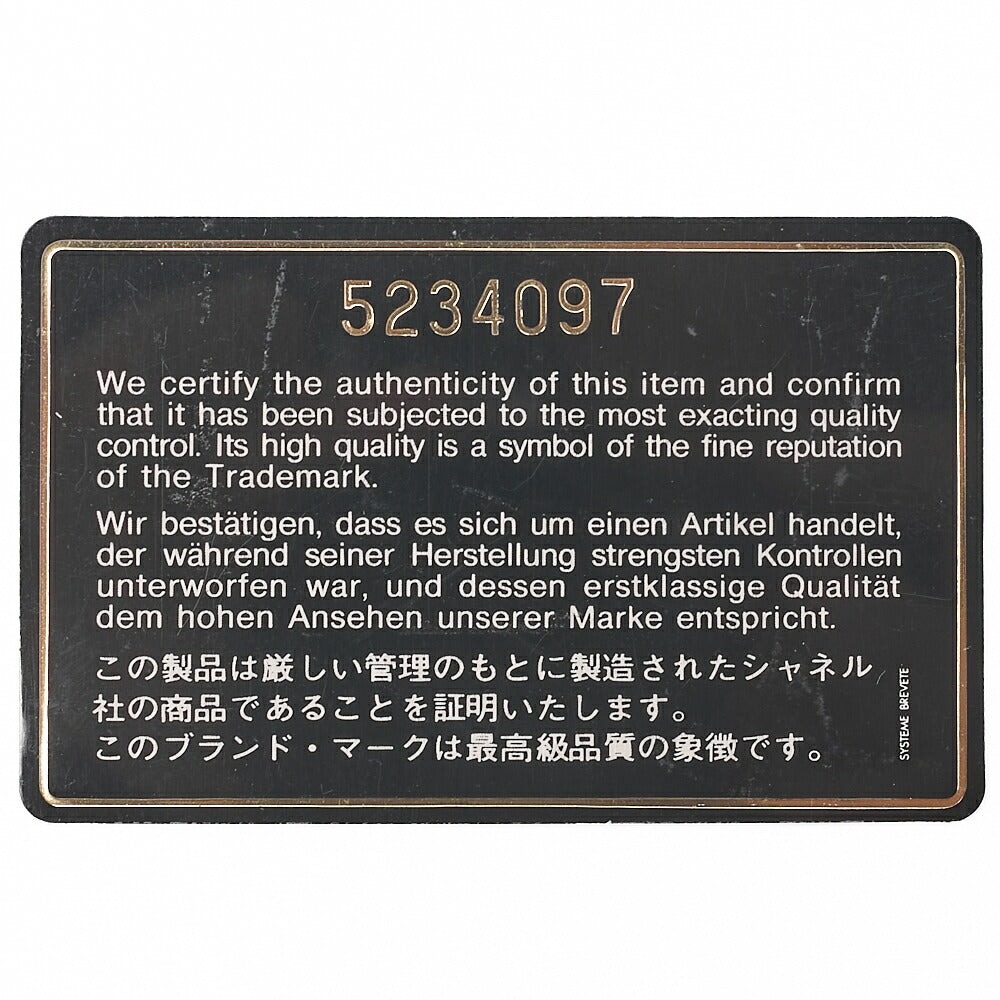 5234097
We certify the authenticity of this item and confirm
that it has been subjected to the most exacting quality
control. Its high quality is a symbol of the fine reputation
of the Trademark.
Wir bestätigen, dass es sich um einen Artikel handelt,
der während seiner Herstellung strengsten Kontrollen
unterworfen war, und dessen erstklassige Qualität
dem hohen Ansehen unserer Marke entspricht.
この製品は厳しい管理のもとに製造されたシャネル
社の商品であることを証明いたします。
このブランド・マークは最高級品質の象徴です。
SYSTEME BREVETE